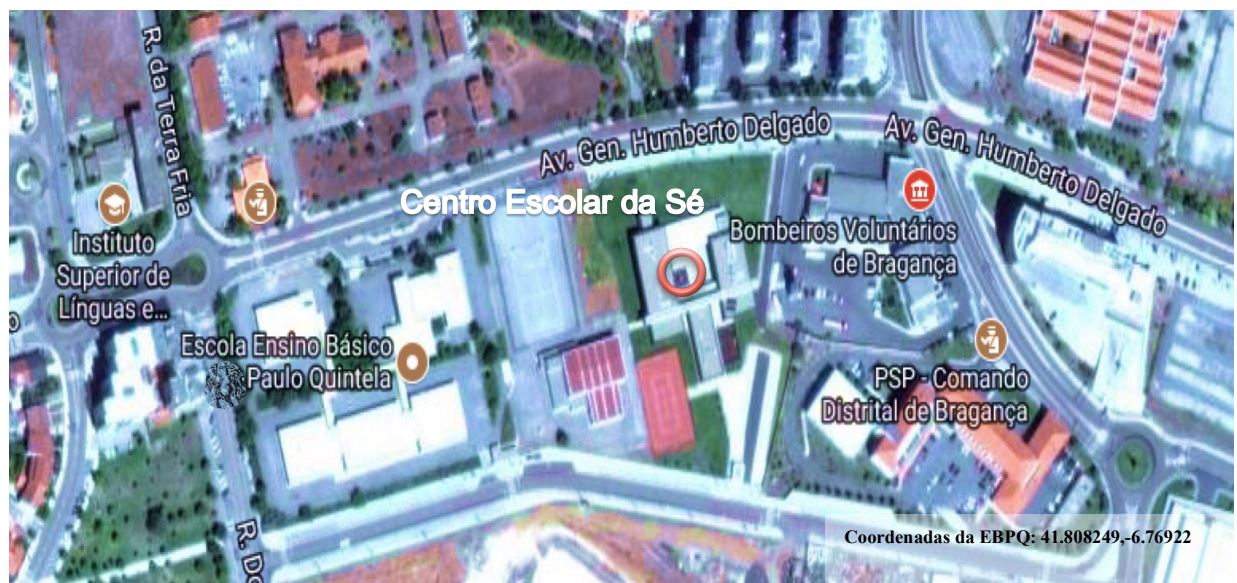 R. da Terra Fria
Av. Gen. Humberto Delgado
Av. Gen. Humberto Delgado
Centro Escolar da Sé
Instituto
Superior de
Línguas e...
Bombeiros Voluntários
de Bragança
Escola Ensino Básico
Paulo Quintela
PSP - Comando
Distrital de Bragança
R. Do
Coordenadas da EBPQ: 41.808249,-6.76922